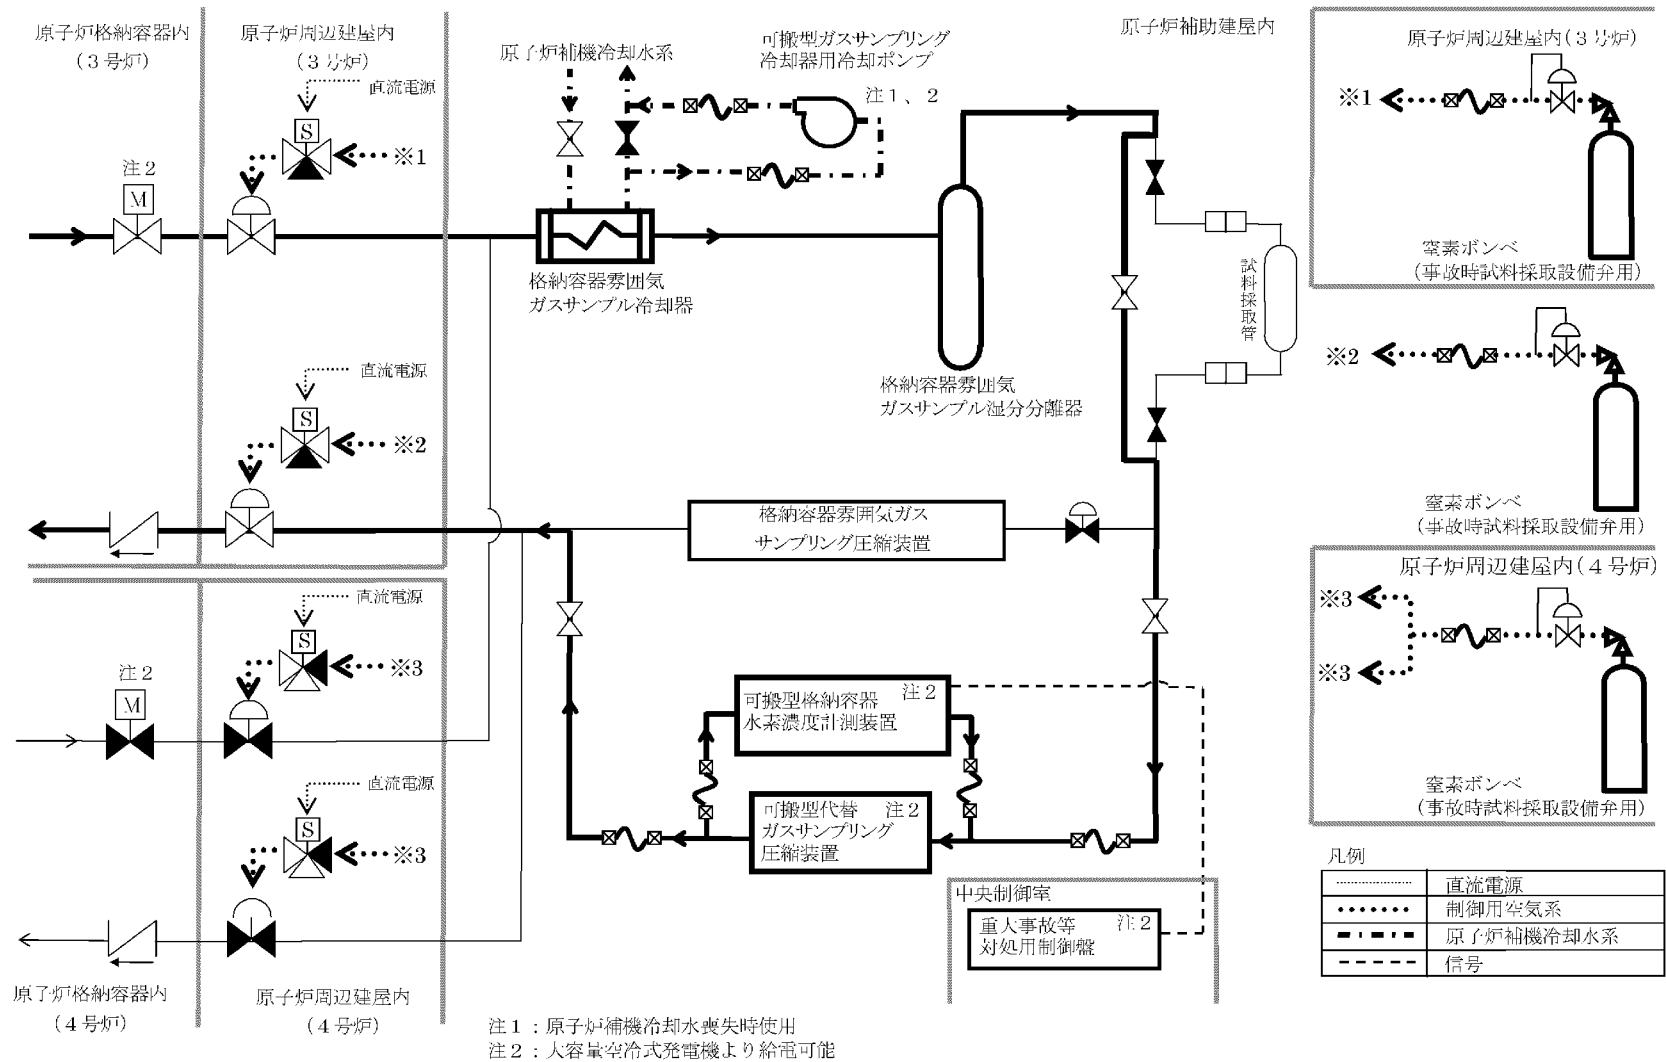 原子炉格納容器内
(3号炉)
原子炉周辺建屋内
(3号炉)
直流電源
S
※1
注2
M
原子炉補機冷却水系
可搬型ガスサンプリング
冷却器用冷却ポンプ
注1、2
原子炉補助建屋内
格納容器雰囲気
ガスサンプル冷却器
格納容器雰囲気
ガスサンプル湿分分離器
試料採取管
原子炉周辺建屋内(3号炉)
※1
窒素ボンベ
(事故時試料採取設備弁用)
※2
窒素ボンベ
(事故時試料採取設備弁用)
直流電源
S
※2
格納容器雰囲気ガス
サンプリング圧縮装置
原子炉周辺建屋内(4号炉)
※3
※3
窒素ボンベ
(事故時試料採取設備弁用)
直流電源
S
※3
注2
M
直流電源
S
※3
可搬型格納容器 注2
水素濃度計測装置
可搬型代替 注2
ガスサンプリング
圧縮装置
中央制御室
重大事故等 注2
対処用制御盤
原子炉格納容器内
(4号炉)
原子炉周辺建屋内
(4号炉)
凡例
直流電源
制御用空気系
原子炉補機冷却水系
信号
注1:原子炉補機冷却水喪失時使用
注2:大容量空冷式発電機より給電可能